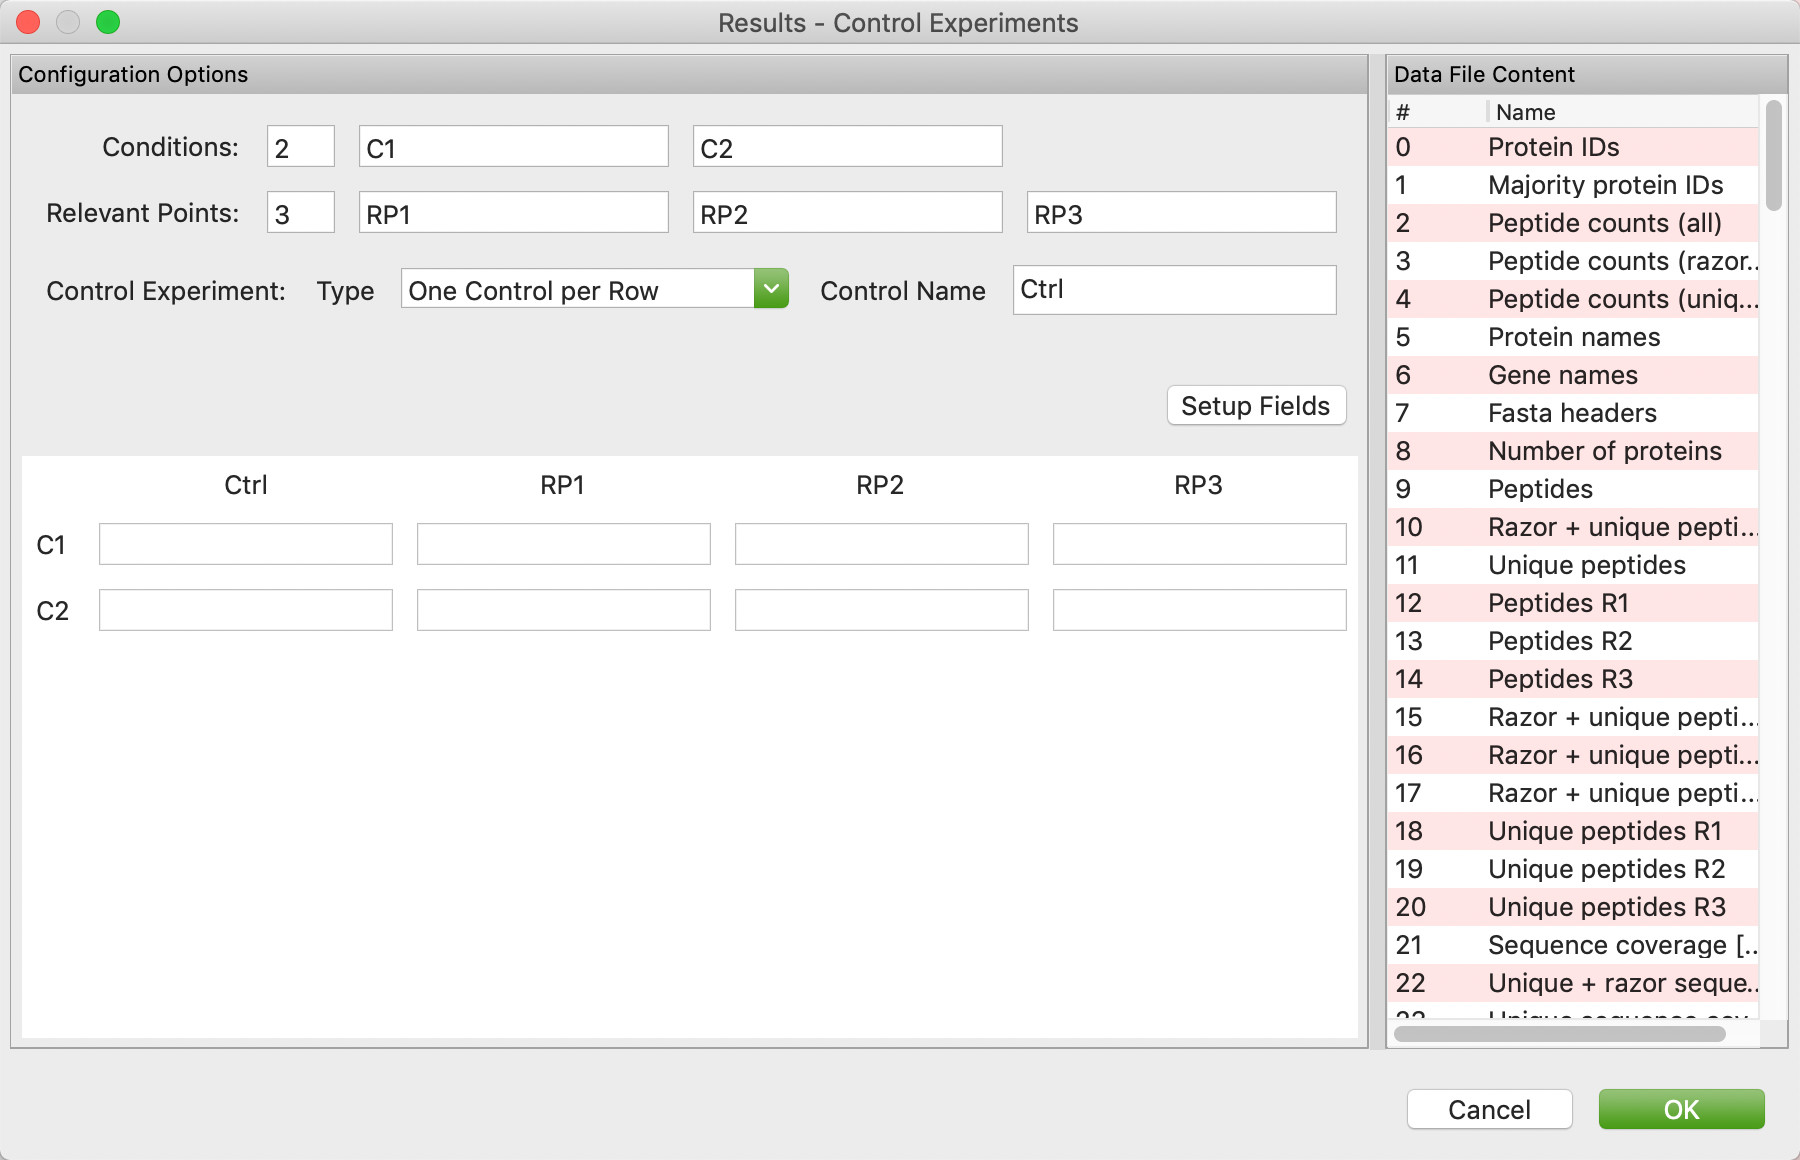 Results - Control Experiments
Configuration Options
Conditions: 2 C1 C2
Relevant Points: 3 RP1 RP2 RP3
Control Experiment: Type One Control per Row Control Name Ctrl
Setup Fields
Ctrl RP1 RP2 RP3
C1
C2
Data File Content
# Name
0 Protein IDs
1 Majority protein IDs
2 Peptide counts (all)
3 Peptide counts (razor...
4 Peptide counts (uniq...
5 Protein names
6 Gene names
7 Fasta headers
8 Number of proteins
9 Peptides
10 Razor + unique pepti...
11 Unique peptides
12 Peptides R1
13 Peptides R2
14 Peptides R3
15 Razor + unique pepti...
16 Razor + unique pepti...
17 Razor + unique pepti...
18 Unique peptides R1
19 Unique peptides R2
20 Unique peptides R3
21 Sequence coverage [...
22 Unique + razor seque...
Cancel OK